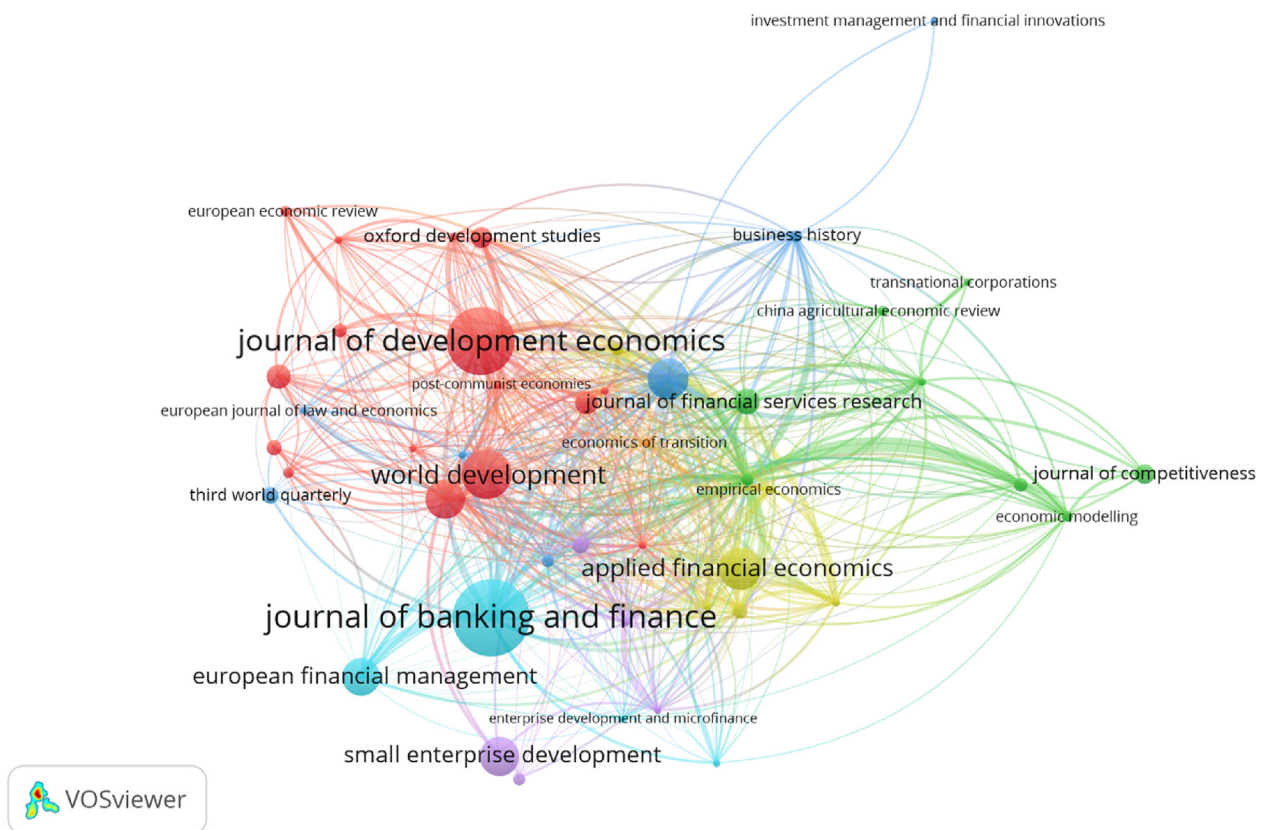 investment management and financial innovations
european economic review
oxford development studies
business history
transnational corporations
china agricultural economic review
journal of development economics
post-communist economies
journal of financial services research
european journal of law and economics
economics of transition
world development
journal of competitiveness
third world quarterly
empirical economics
economic modelling
applied financial economics
journal of banking and finance
european financial management
enterprise development and microfinance
small enterprise development
VOSviewer